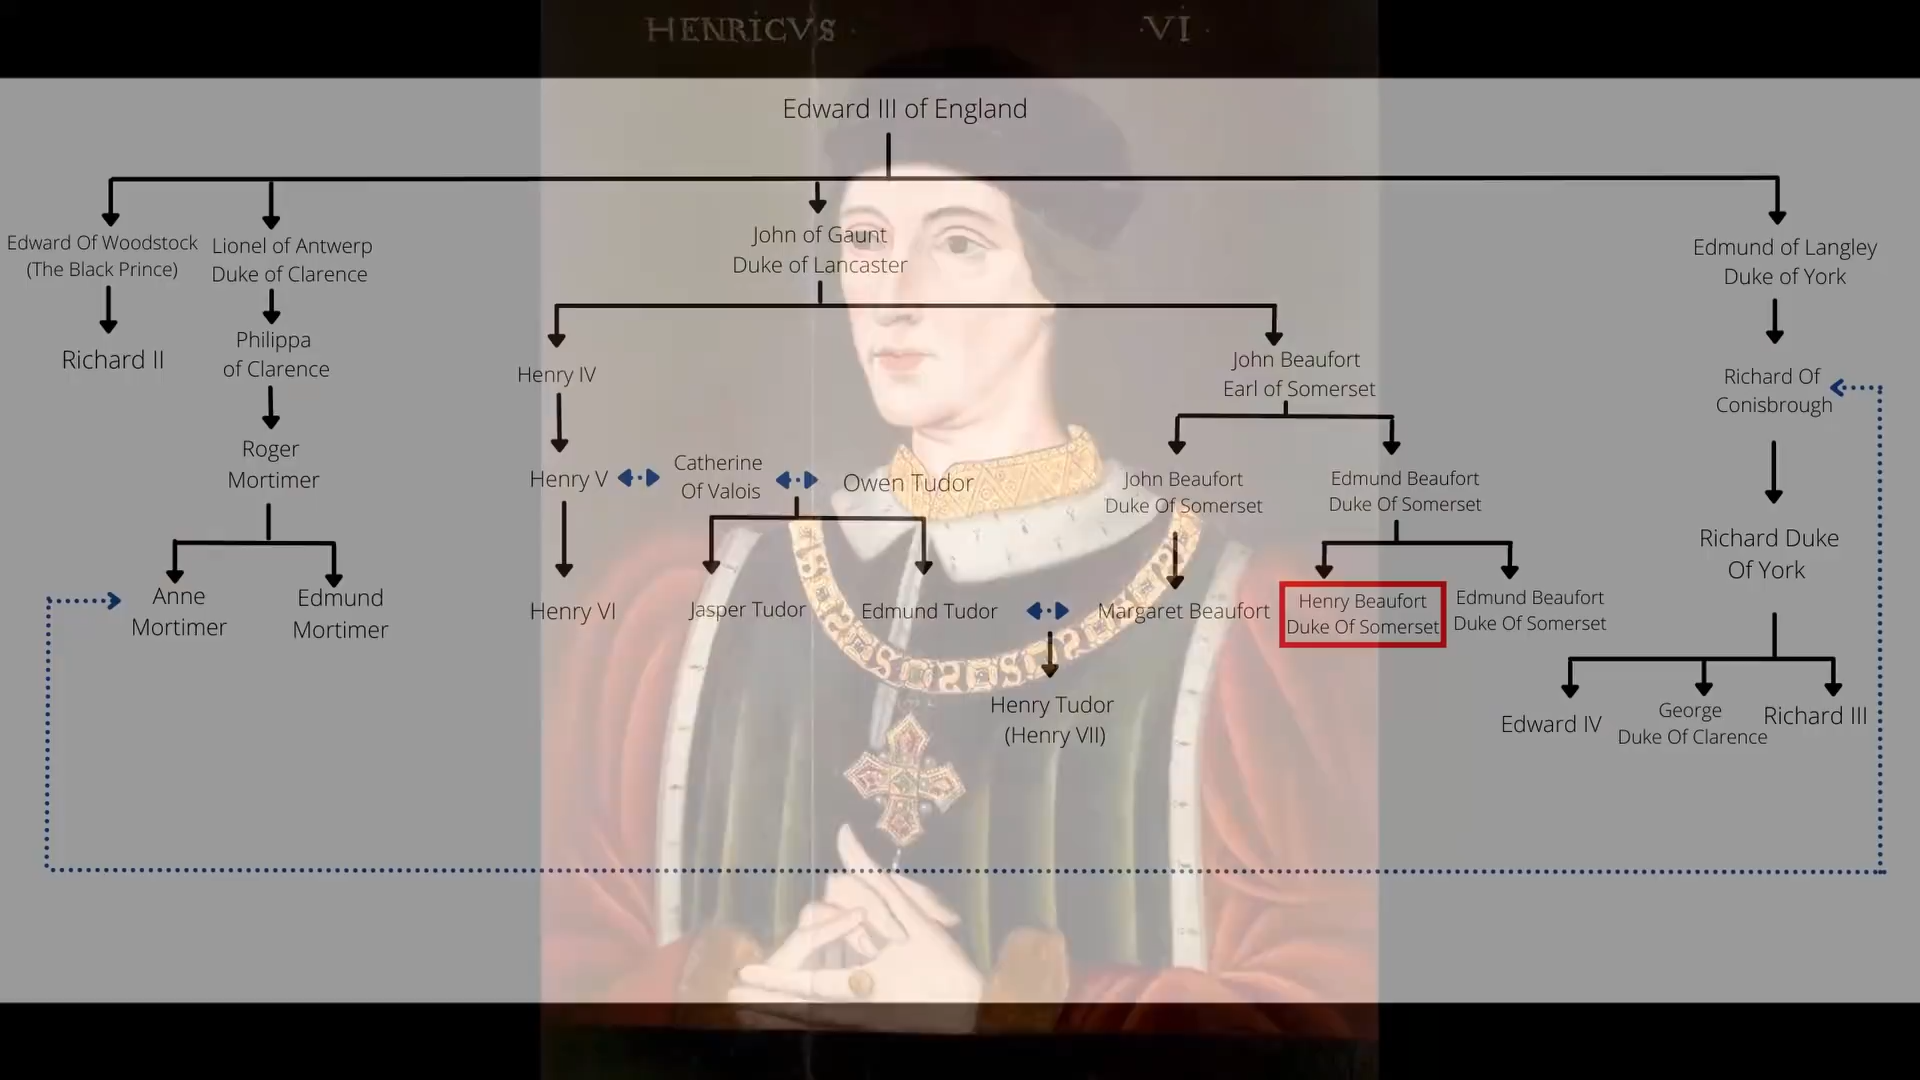 HENRICVS · VI ·
Edward III of England
Edward Of Woodstock
(The Black Prince)
Lionel of Antwerp
Duke of Clarence
John of Gaunt
Duke of Lancaster
Edmund of Langley
Duke of York
Richard II
Philippa
of Clarence
Henry IV
John Beaufort
Earl of Somerset
Richard Of
Conisbrough
Roger
Mortimer
Henry V
Catherine
Of Valois
Owen Tudor
John Beaufort
Duke Of Somerset
Edmund Beaufort
Duke Of Somerset
Richard Duke
Of York
Anne
Mortimer
Edmund
Mortimer
Henry VI
Jasper Tudor
Edmund Tudor
Margaret Beaufort
Henry Beaufort
Duke Of Somerset
Edmund Beaufort
Duke Of Somerset
Henry Tudor
(Henry VII)
Edward IV
George
Duke Of Clarence
Richard III